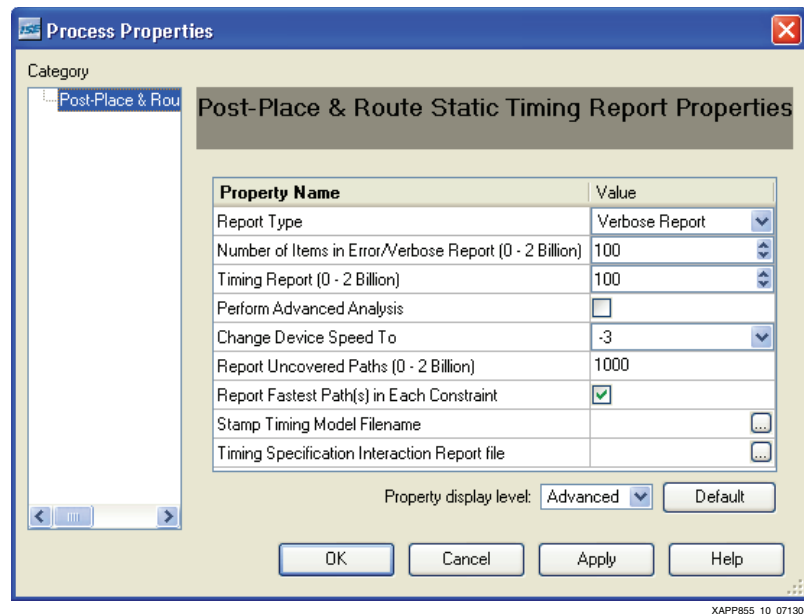 ISE Process Properties
Category
Post-Place & Rou
Post-Place & Route Static Timing Report Properties
Property Name Value
Report Type Verbose Report
Number of Items in Error/Verbose Report (0 - 2 Billion) 100
Timing Report (0 - 2 Billion) 100
Perform Advanced Analysis
Change Device Speed To -3
Report Uncovered Paths (0 - 2 Billion) 1000
Report Fastest Path(s) in Each Constraint
Stamp Timing Model Filename ...
Timing Specification Interaction Report file ...
Property display level: Advanced Default
OK Cancel Apply Help
XAPP855_10_07130